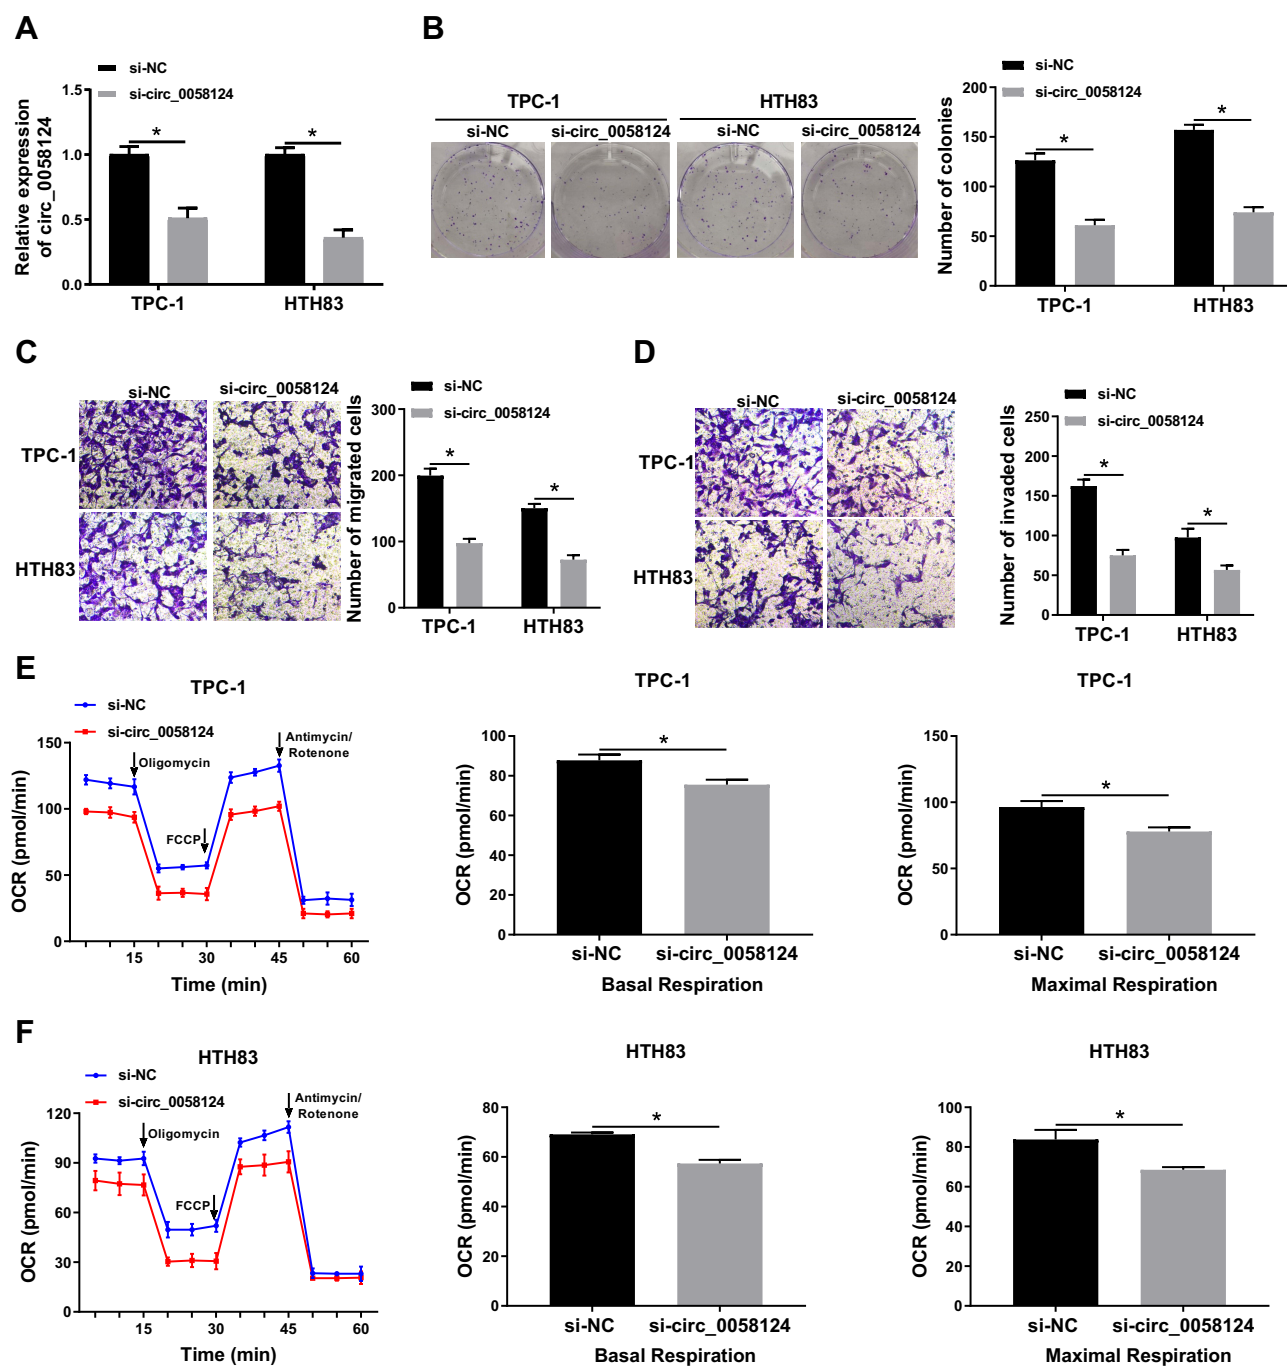 A
si-NC
si-circ_0058124
Relative expression
of circ_0058124
1.5
1.0
0.5
0.0
*
*
TPC-1
HTH83
B
TPC-1
HTH83
si-NC
si-circ_0058124
si-NC
si-circ_0058124
si-NC
si-circ_0058124
Number of colonies
200
150
100
50
0
*
*
TPC-1
HTH83
C
si-NC
si-circ_0058124
TPC-1
HTH83
si-NC
si-circ_0058124
Number of migrated cells
300
200
100
0
*
*
TPC-1
HTH83
D
si-NC
si-circ_0058124
TPC-1
HTH83
si-NC
si-circ_0058124
Number of invaded cells
250
200
150
100
50
0
*
*
TPC-1
HTH83
E
TPC-1
si-NC
si-circ_0058124
OCR (pmol/min)
150
100
50
0
Oligomycin
FCCP
Antimycin/
Rotenone
15
30
45
60
Time (min)
TPC-1
OCR (pmol/min)
100
80
60
40
20
0
*
si-NC
si-circ_0058124
Basal Respiration
TPC-1
OCR (pmol/min)
150
100
50
0
*
si-NC
si-circ_0058124
Maximal Respiration
F
HTH83
si-NC
si-circ_0058124
OCR (pmol/min)
120
90
60
30
0
Oligomycin
FCCP
Antimycin/
Rotenone
15
30
45
60
Time (min)
HTH83
OCR (pmol/min)
80
60
40
20
0
*
si-NC
si-circ_0058124
Basal Respiration
HTH83
OCR (pmol/min)
100
80
60
40
20
0
*
si-NC
si-circ_0058124
Maximal Respiration